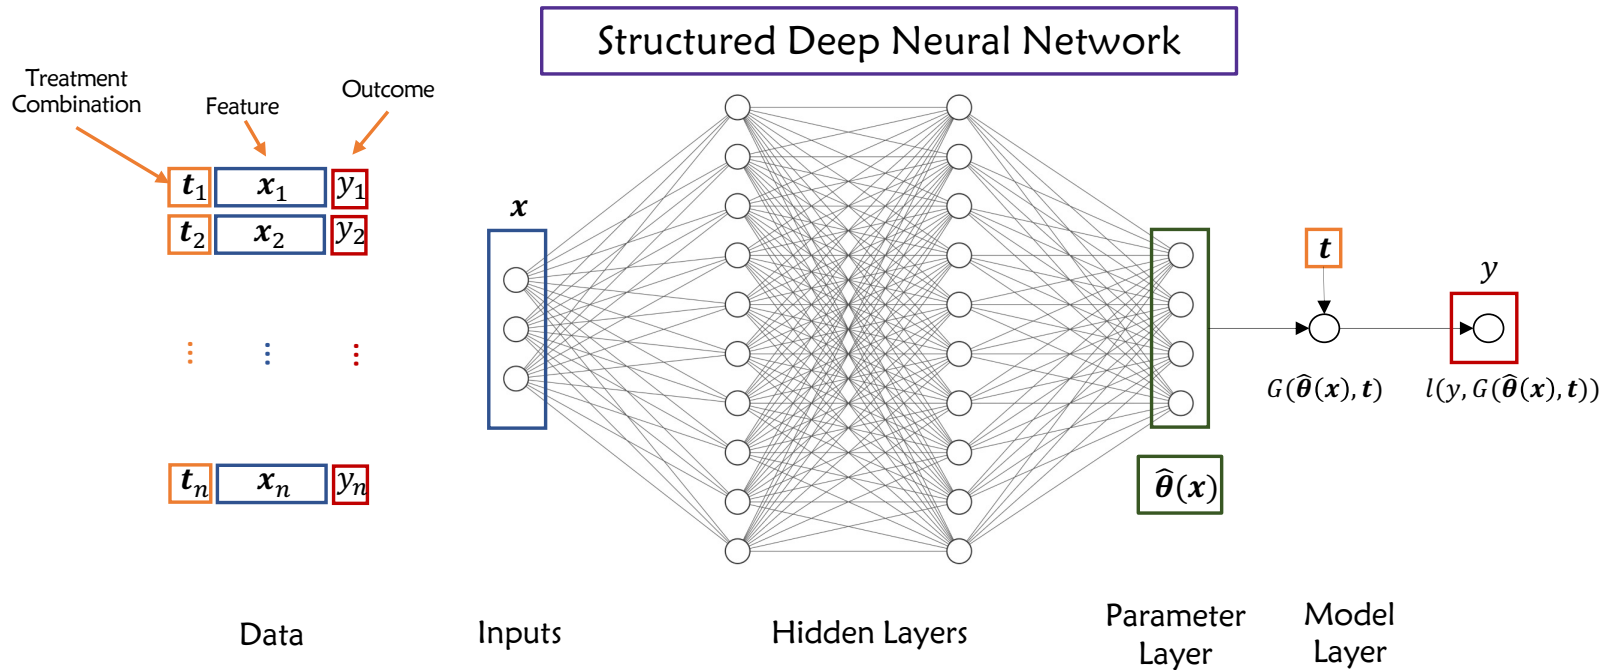 Structured Deep Neural Network
Treatment
Combination
Feature
Outcome
t₁ x₁ y₁
t₂ x₂ y₂
⋮ ⋮ ⋮
tₙ xₙ yₙ
x
t
y
G(θ̂(x), t)
l(y, G(θ̂(x), t))
θ̂(x)
Data
Inputs
Hidden Layers
Parameter
Layer
Model
Layer